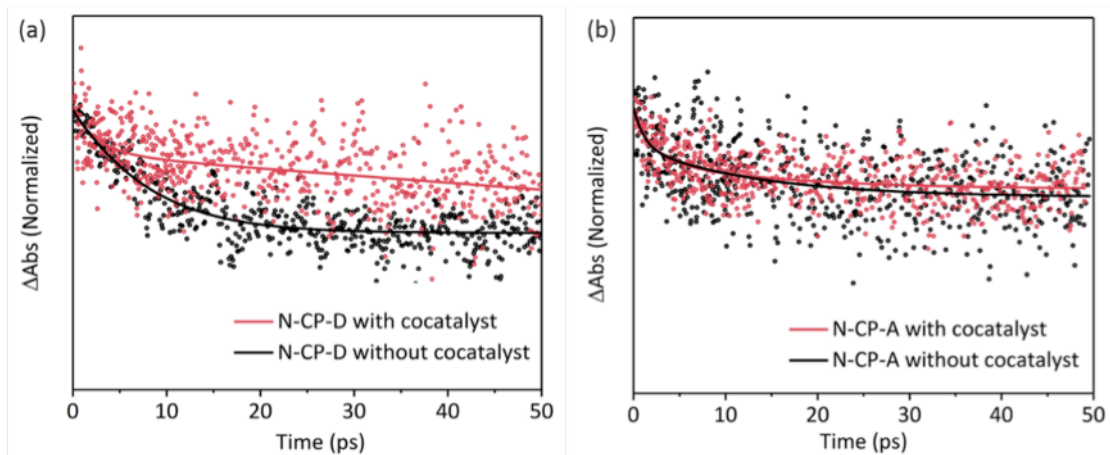 (a)
ΔAbs (Normalized)
N-CP-D with cocatalyst
N-CP-D without cocatalyst
0 10 20 30 40 50
Time (ps)
(b)
ΔAbs (Normalized)
N-CP-A with cocatalyst
N-CP-A without cocatalyst
0 10 20 30 40 50
Time (ps)